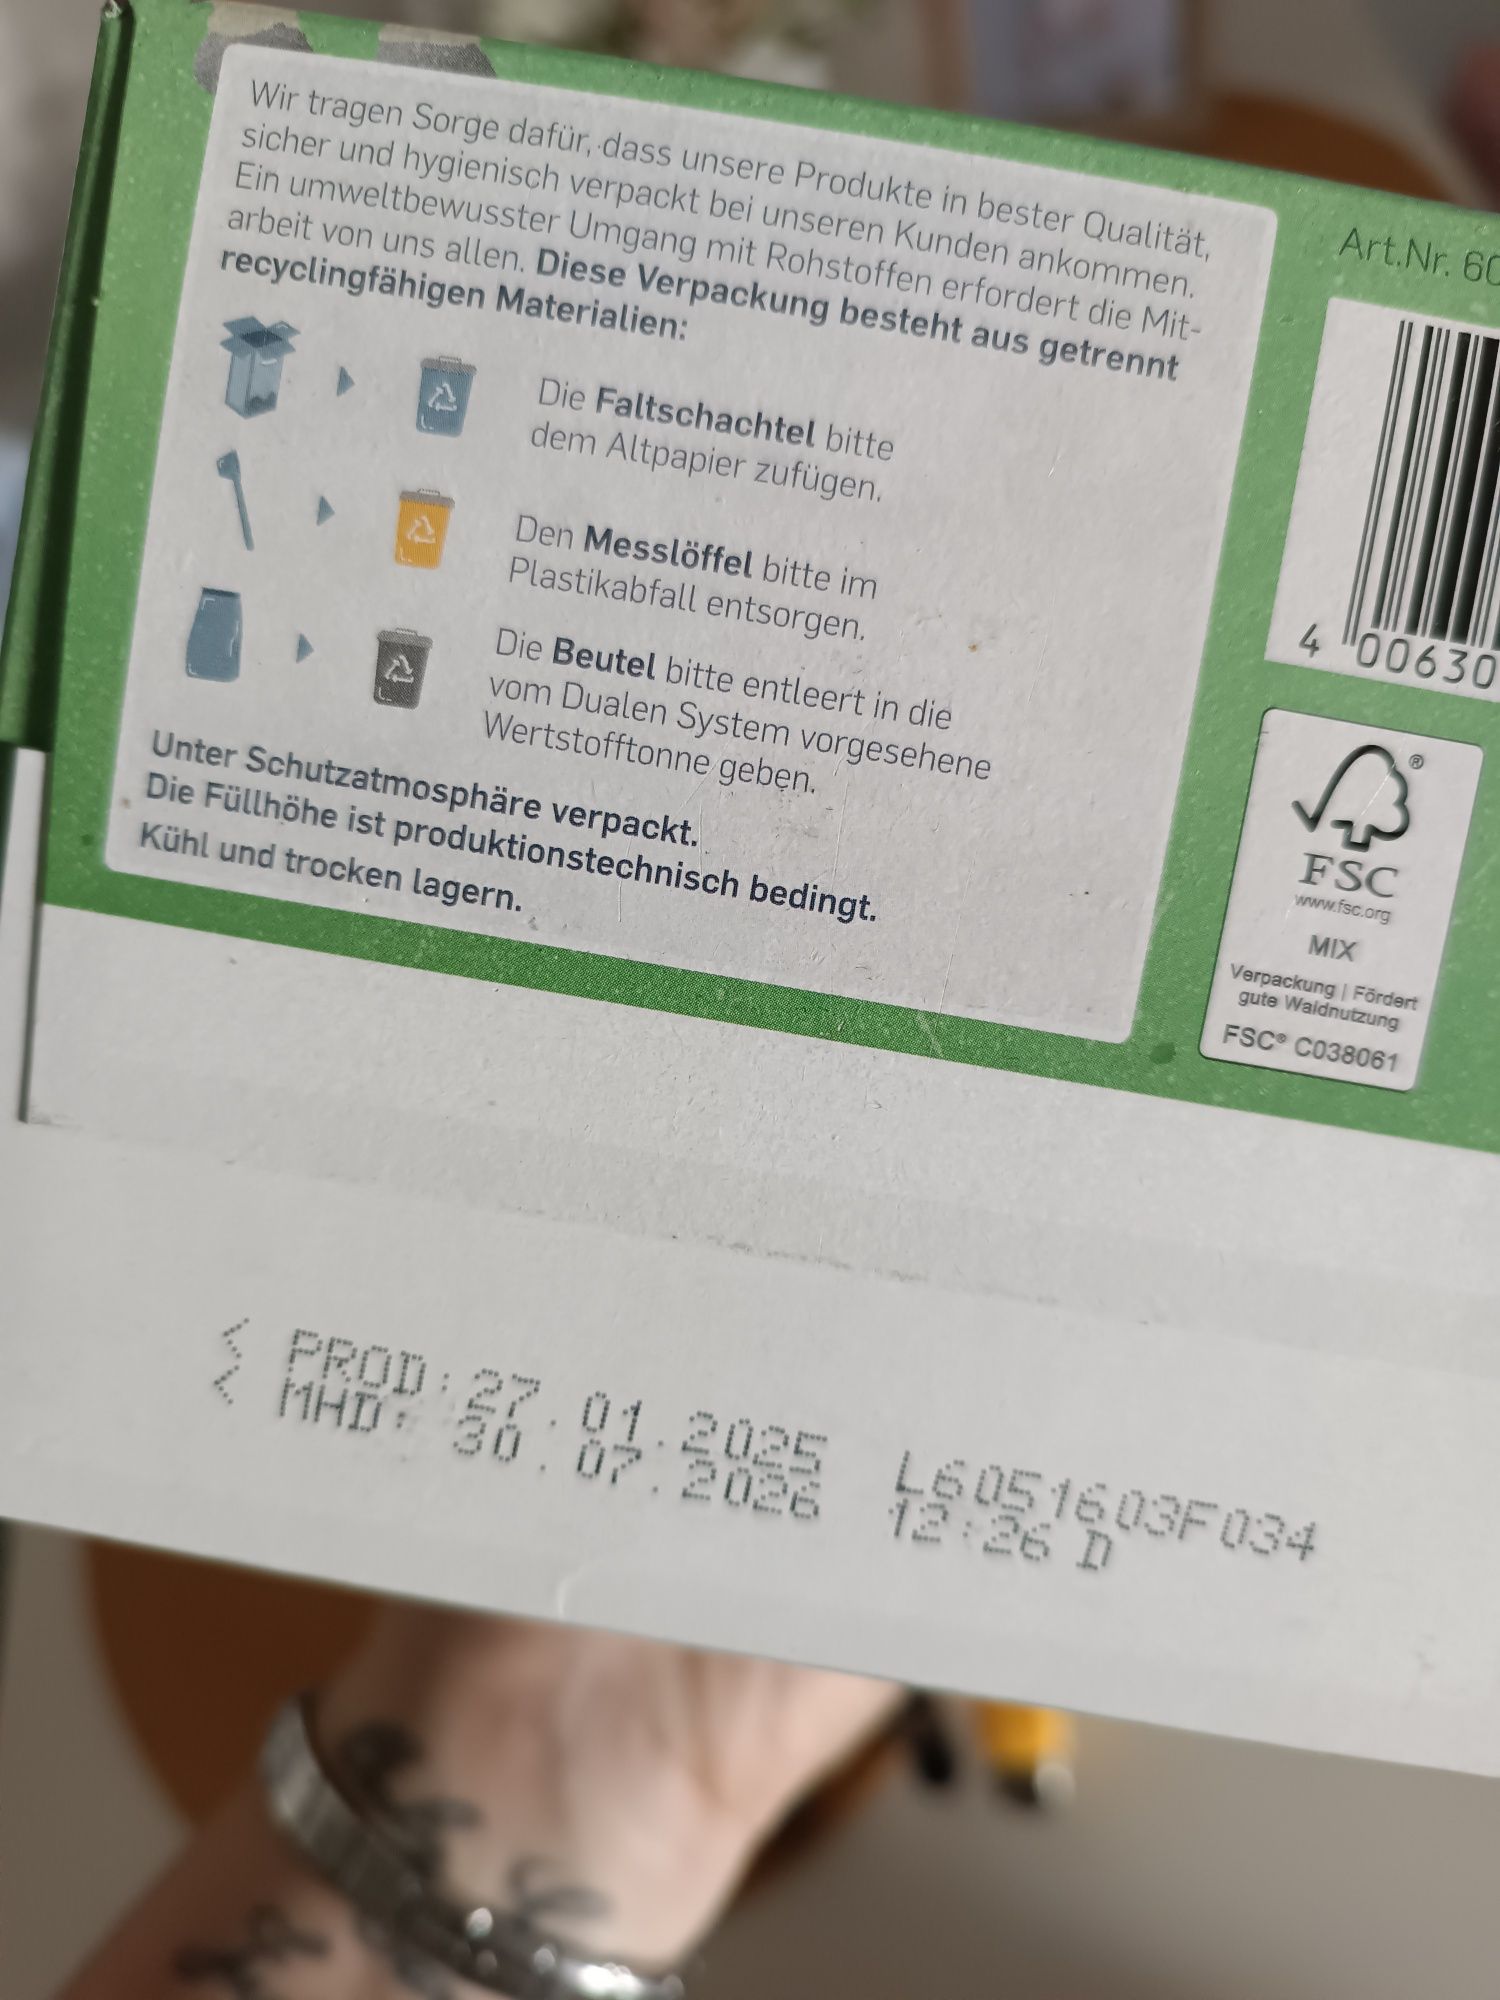 Wir tragen Sorge dafür, dass unsere Produkte in bester Qualität,
sicher und hygienisch verpackt bei unseren Kunden ankommen.
Ein umweltbewusster Umgang mit Rohstoffen erfordert die Mit-
arbeit von uns allen. Diese Verpackung besteht aus getrennt
recyclingfähigen Materialien:
Die Faltschachtel bitte
dem Altpapier zufügen.
Den Messlöffel bitte im
Plastikabfall entsorgen.
Die Beutel bitte entleert in die
vom Dualen System vorgesehene
Wertstofftonne geben.
Unter Schutzatmosphäre verpackt.
Die Füllhöhe ist produktionstechnisch bedingt.
Kühl und trocken lagern.
Art.Nr. 60
4 00630
®
FSC
www.fsc.org
MIX
Verpackung | Fördert
gute Waldnutzung
FSC® C038061
PROD:27.01.2025 L6051603F034
MHD: 30.07.2026 12:26 D